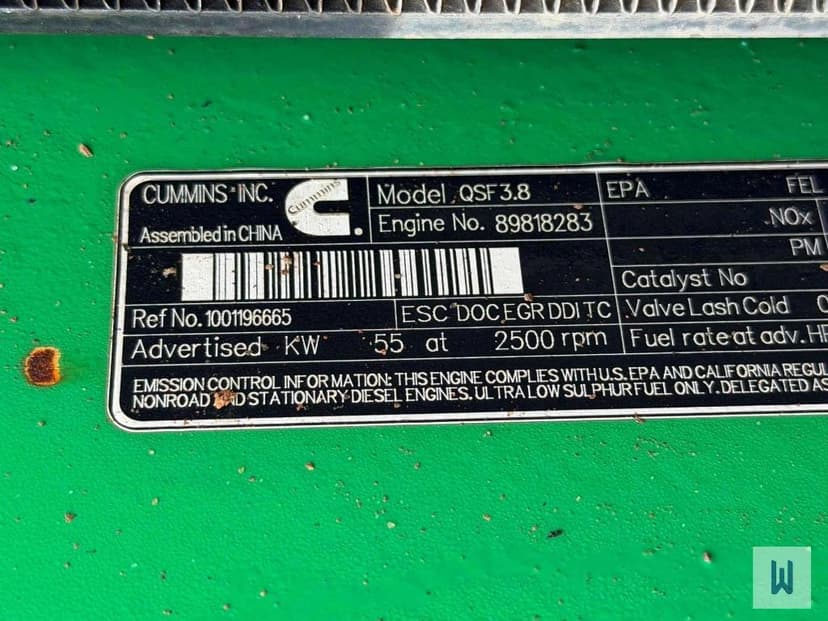 CUMMINS INC.
Cummins
Assembled in CHINA
Model QSF3.8
Engine No. 89818283
EPA FEL
NOx
PM
Catalyst No
Ref No. 1001196665
ESC DOC,EGR DDI TC
Valve Lash Cold
Advertised KW 55 at 2500 rpm
Fuel rate at adv.
EMISSION CONTROL INFORMATION: THIS ENGINE COMPLIES WITH U.S. EPA AND CALIFORNIA
NONROAD AND STATIONARY DIESEL ENGINES. ULTRA LOW SULPHUR FUEL ONLY. DELEGATED
W